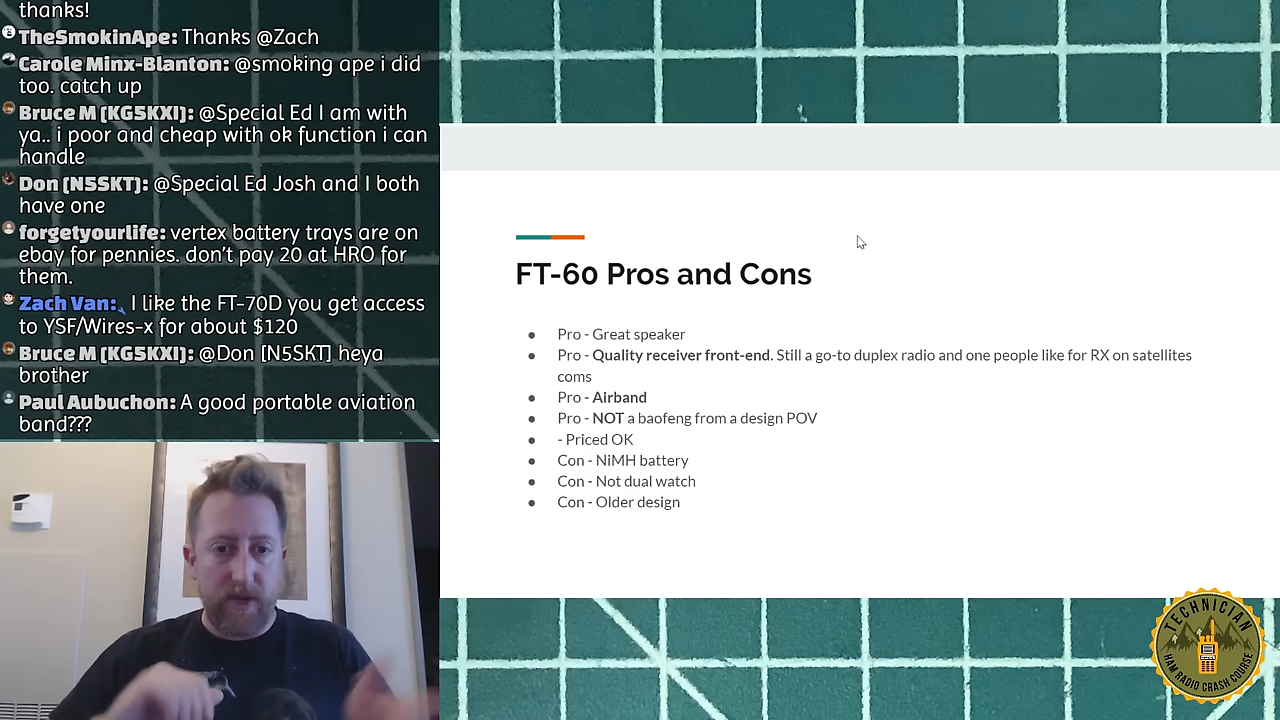 thanks!
TheSmokinApe: Thanks @Zach
Carole Minx-Blanton: @smoking ape i did
too. catch up
Bruce M [KG5KXI]: @Special Ed I am with
ya.. i poor and cheap with ok function i can
handle
Don [N5SKT]: @Special Ed Josh and I both
have one
forgetyourlife: vertex battery trays are on
ebay for pennies. don't pay 20 at HRO for
them.
Zach Van: I like the FT-70D you get access
to YSF/Wires-x for about $120
Bruce M [KG5KXI]: @Don [N5SKT] heya
brother
Paul Aubuchon: A good portable aviation
band???
FT-60 Pros and Cons
● Pro - Great speaker
● Pro - Quality receiver front-end. Still a go-to duplex radio and one people like for RX on satellites
coms
● Pro - Airband
● Pro - NOT a baofeng from a design POV
● - Priced OK
● Con - NiMH battery
● Con - Not dual watch
● Con - Older design
TECHNICIAN
HAM RADIO CRASH COURSE